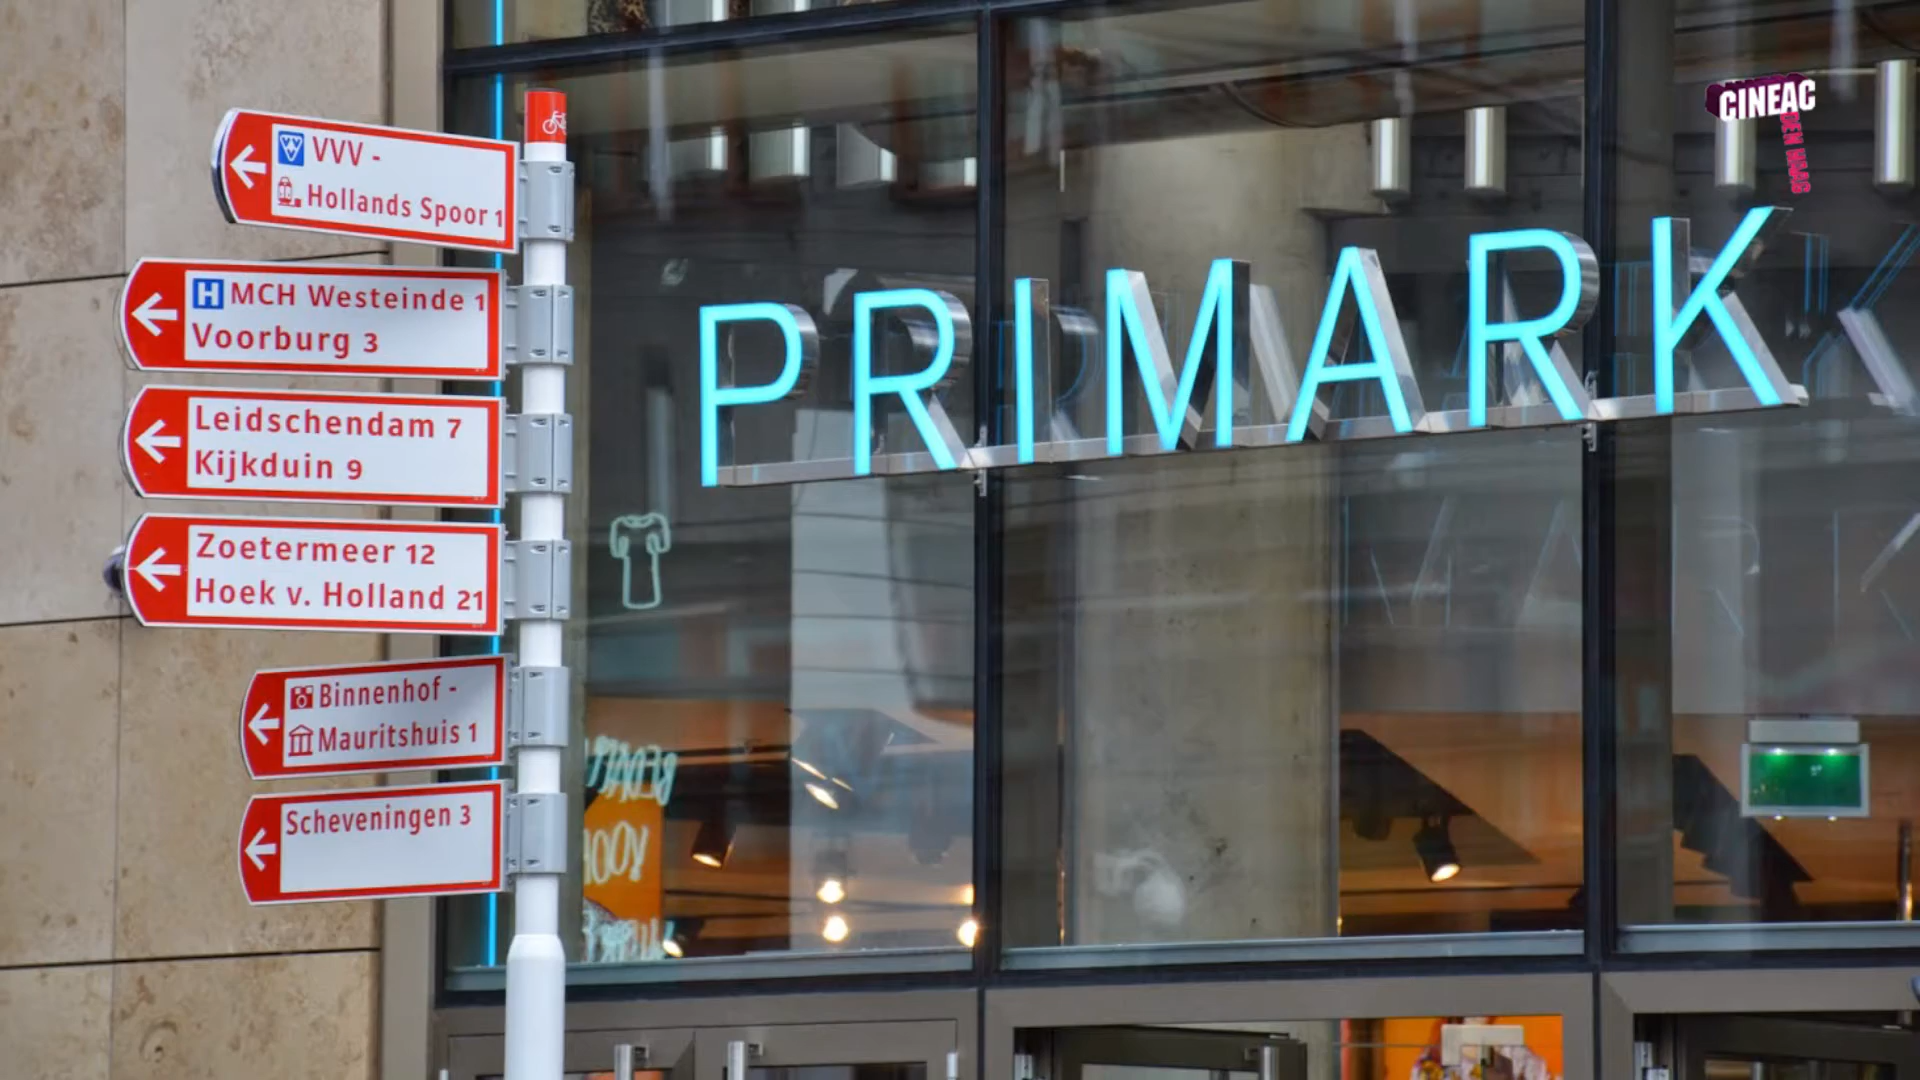 VVV -
Hollands Spoor 1
H MCH Westeinde 1
Voorburg 3
Leidschendam 7
Kijkduin 9
Zoetermeer 12
Hoek v. Holland 21
Binnenhof -
Mauritshuis 1
Scheveningen 3
PRIMARK
CINEAC
DEN HAAG